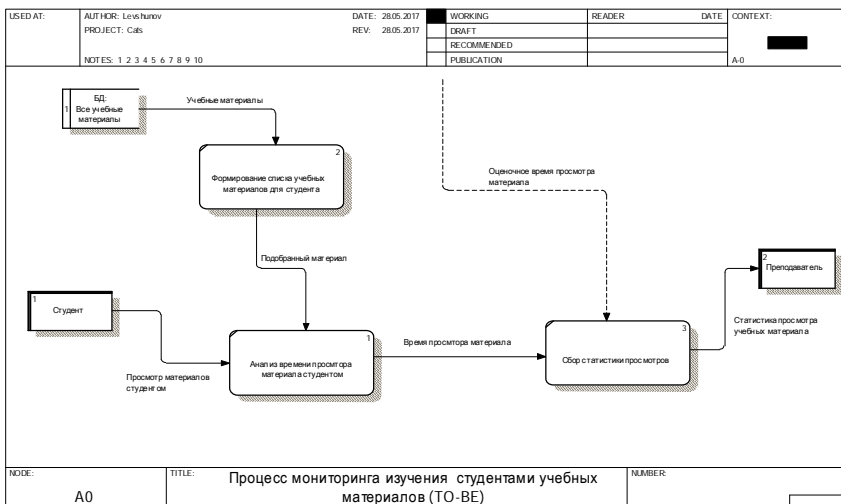 USED AT:
AUTHOR: Levshunov
DATE: 28.05.2017
WORKING
READER
DATE
CONTEXT:
PROJECT: Cats
REV: 28.05.2017
DRAFT
RECOMMENDED
NOTES: 1 2 3 4 5 6 7 8 9 10
PUBLICATION
A-0
1
БД:
Все учебные
материалы
Учебные материалы
2
Формирование списка учебных
материалов для студента
Оценочное время просмотра
материала
Подобранный материал
2
Преподаватель
1
Студент
Статистика просмотра
учебных материала
1
Анализ времени просмтора
материала студентом
Время просмтора материала
3
Сбор статистики просмотров
Просмотр материалов
студентом
NODE:
A0
TITLE:
Процесс мониторинга изучения студентами учебных
материалов (TO-BE)
NUMBER: